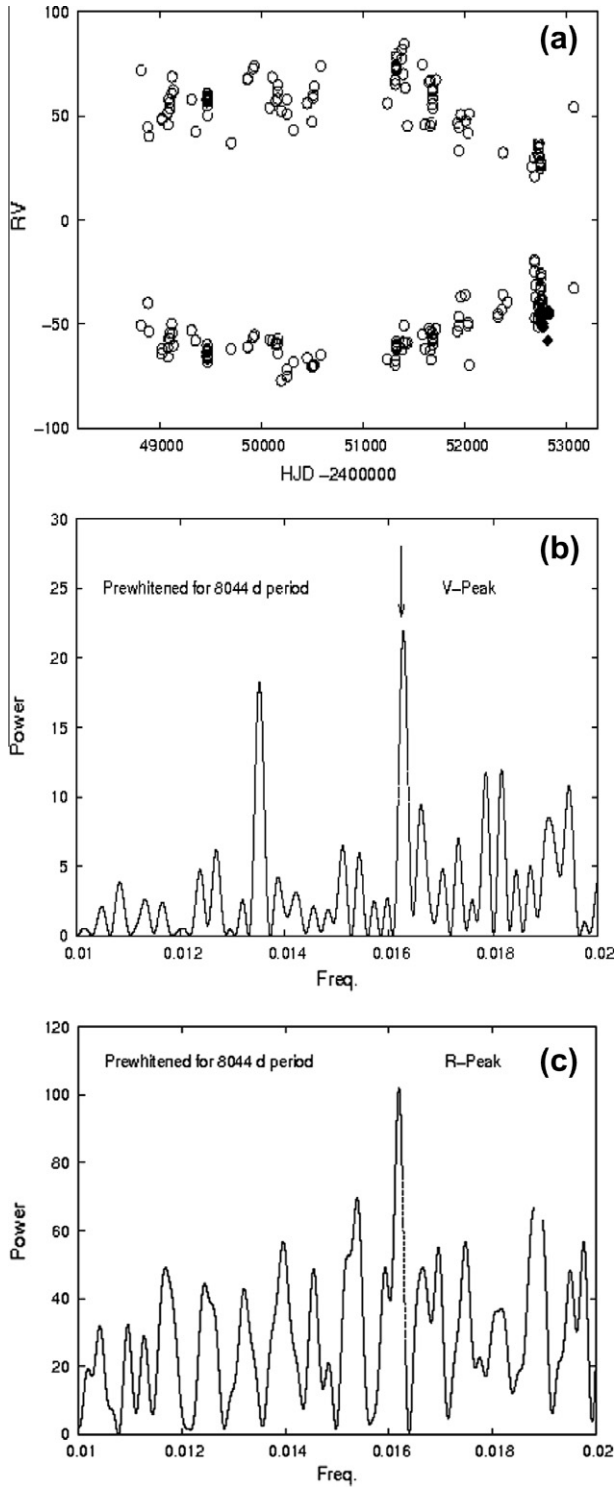 (a)
100
50
0
−50
−100
RV
49000 50000 51000 52000 53000
HJD −2400000
(b)
Prewhitened for 8044 d period V−Peak
30
25
20
15
10
5
0
Power
0.01 0.012 0.014 0.016 0.018 0.02
Freq.
(c)
Prewhitened for 8044 d period R−Peak
120
100
80
60
40
20
0
Power
0.01 0.012 0.014 0.016 0.018 0.02
Freq.